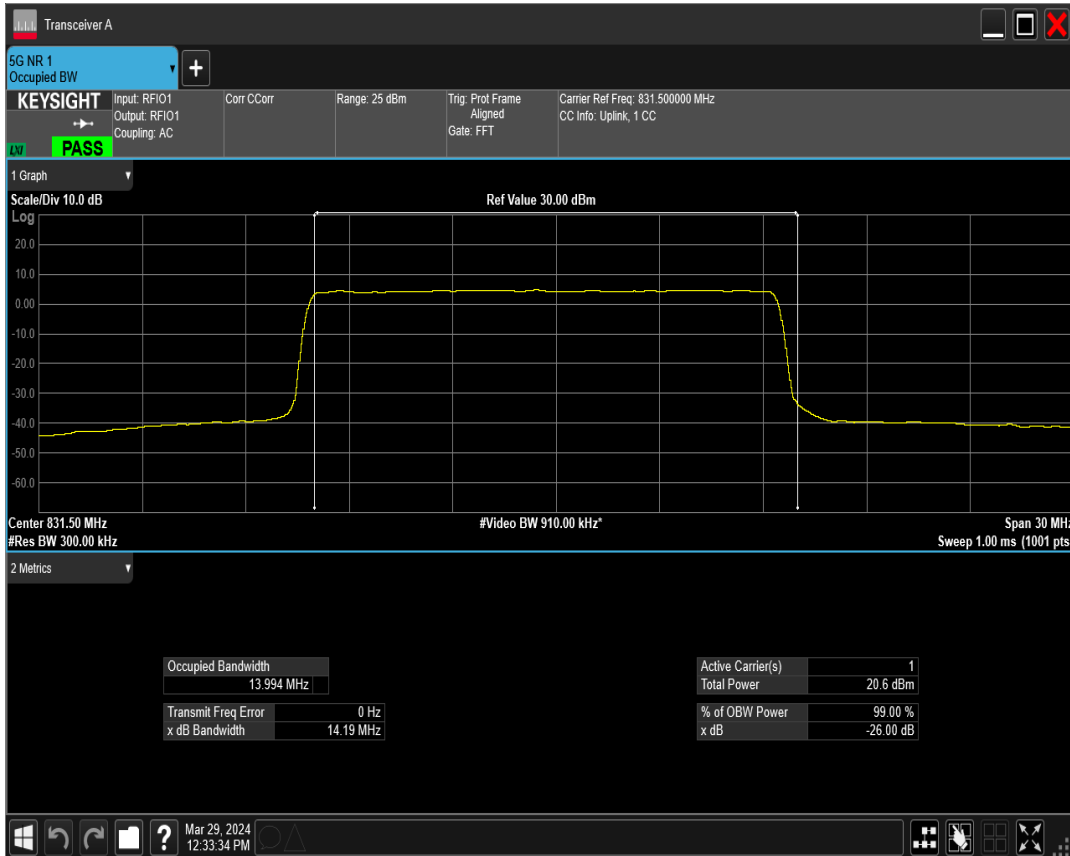 Transceiver A
5G NR 1
Occupied BW
+
KEYSIGHT
LXI
PASS
Input: RFIO1
Output: RFIO1
Coupling: AC
Corr CCorr
Range: 25 dBm
Trig: Prot Frame
Aligned
Gate: FFT
Carrier Ref Freq: 831.500000 MHz
CC Info: Uplink, 1 CC
1 Graph
Scale/Div 10.0 dB
Ref Value 30.00 dBm
Log
20.0
10.0
0.00
-10.0
-20.0
-30.0
-40.0
-50.0
-60.0
Center 831.50 MHz
#Video BW 910.00 kHz*
Span 30 MHz
#Res BW 300.00 kHz
Sweep 1.00 ms (1001 pts
2 Metrics
Occupied Bandwidth
13.994 MHz
Transmit Freq Error 0 Hz
x dB Bandwidth 14.19 MHz
Active Carrier(s) 1
Total Power 20.6 dBm
% of OBW Power 99.00 %
x dB -26.00 dB
?
Mar 29, 2024
12:33:34 PM